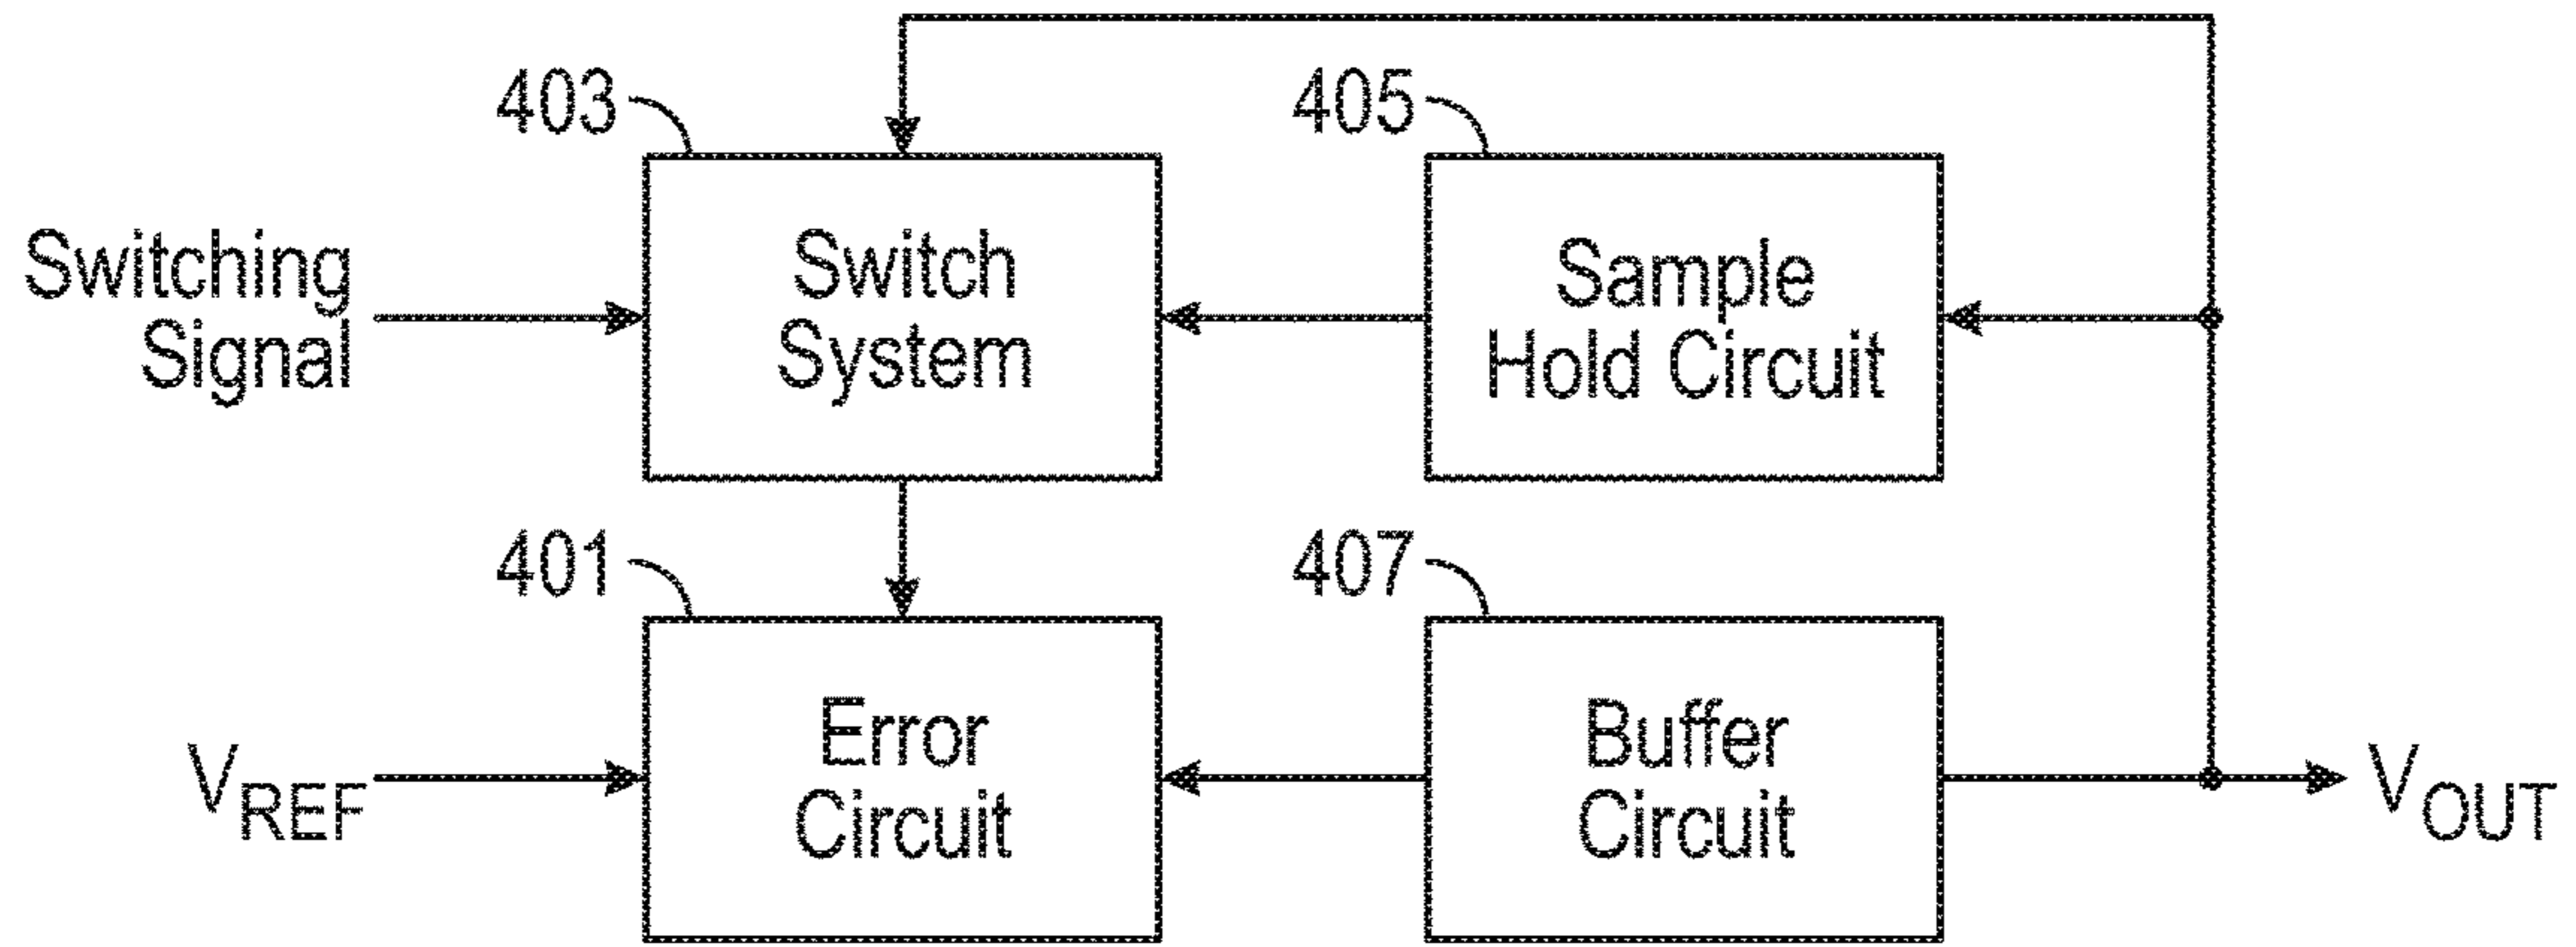 403
405
Switching
Signal
Switch
System
Sample
Hold Circuit
401
407
VREF
Error
Circuit
Buffer
Circuit
VOUT